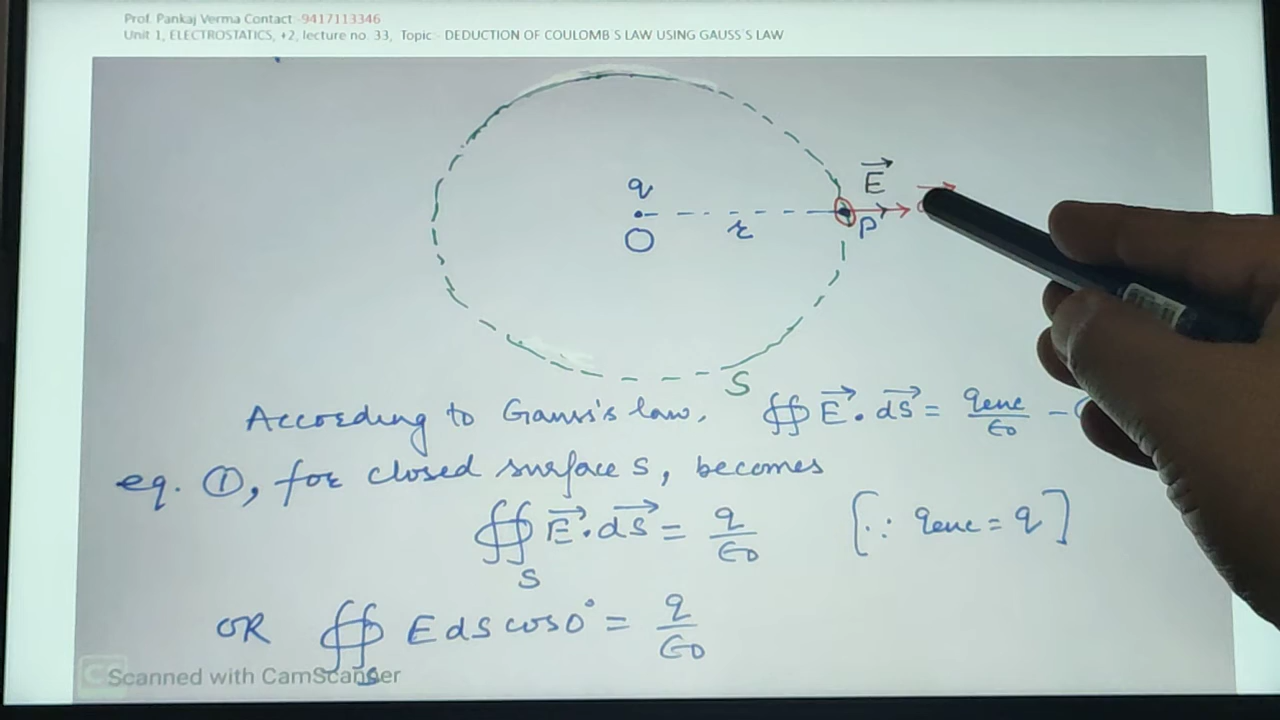 Prof. Pankaj Verma Contact -9417113346
Unit 1, ELECTROSTATICS, +2, lecture no. 33, Topic:- DEDUCTION OF COULOMB S LAW USING GAUSS S LAW
q
O
r
E⃗
P
S
According to Gauss's law, ∯ E⃗ . dS⃗ = qenc/ϵ0 –
eq. ①, for closed surface S, becomes
∯S E⃗ . dS⃗ = q/ϵ0 [∵ qenc = q]
OR ∯S E ds cos0° = q/ϵ0
CS Scanned with CamScanner